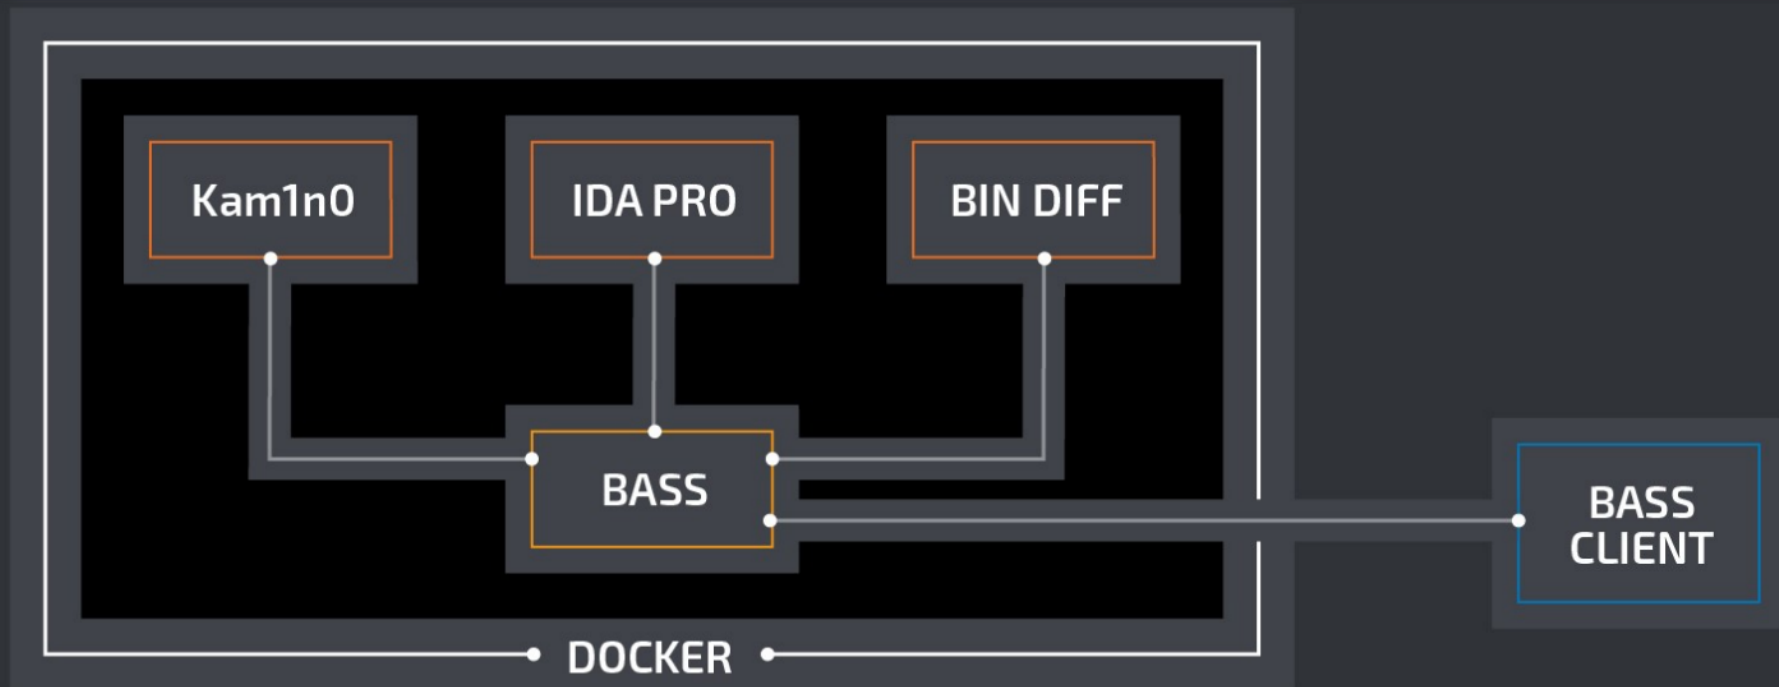 Kam1n0
IDA PRO
BIN DIFF
BASS
BASS
CLIENT
DOCKER